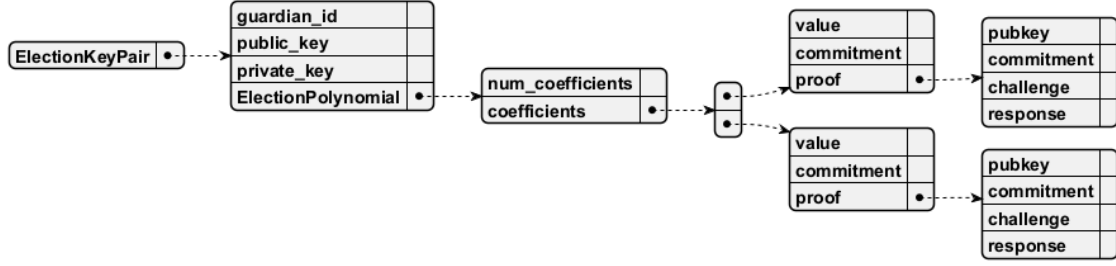 ElectionKeyPair
guardian_id
public_key
private_key
ElectionPolynomial
num_coefficients
coefficients
value
commitment
proof
pubkey
commitment
challenge
response
value
commitment
proof
pubkey
commitment
challenge
response